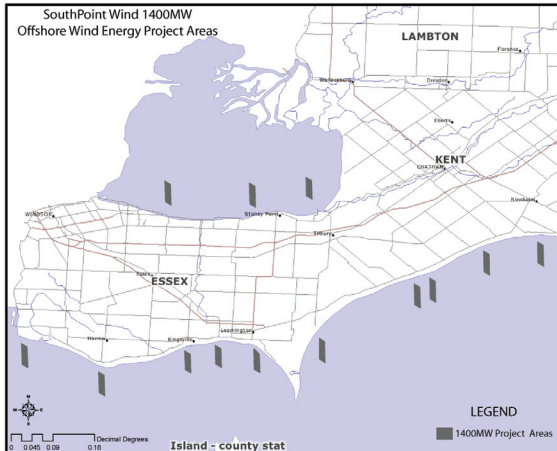 SouthPoint Wind 1400MW
Offshore Wind Energy Project Areas
LAMBTON
Florence
Wallaceburg
Dresden
Eberts
KENT
CHATHAM
Blenheim
WINDSOR
Stoney Point
Tilbury
Essex
ESSEX
Leamington
Harrow
Kingsville
N
W
E
S
Decimal Degrees
0 0.045 0.09 0.18
Island - county stat
LEGEND
1400MW Project Areas